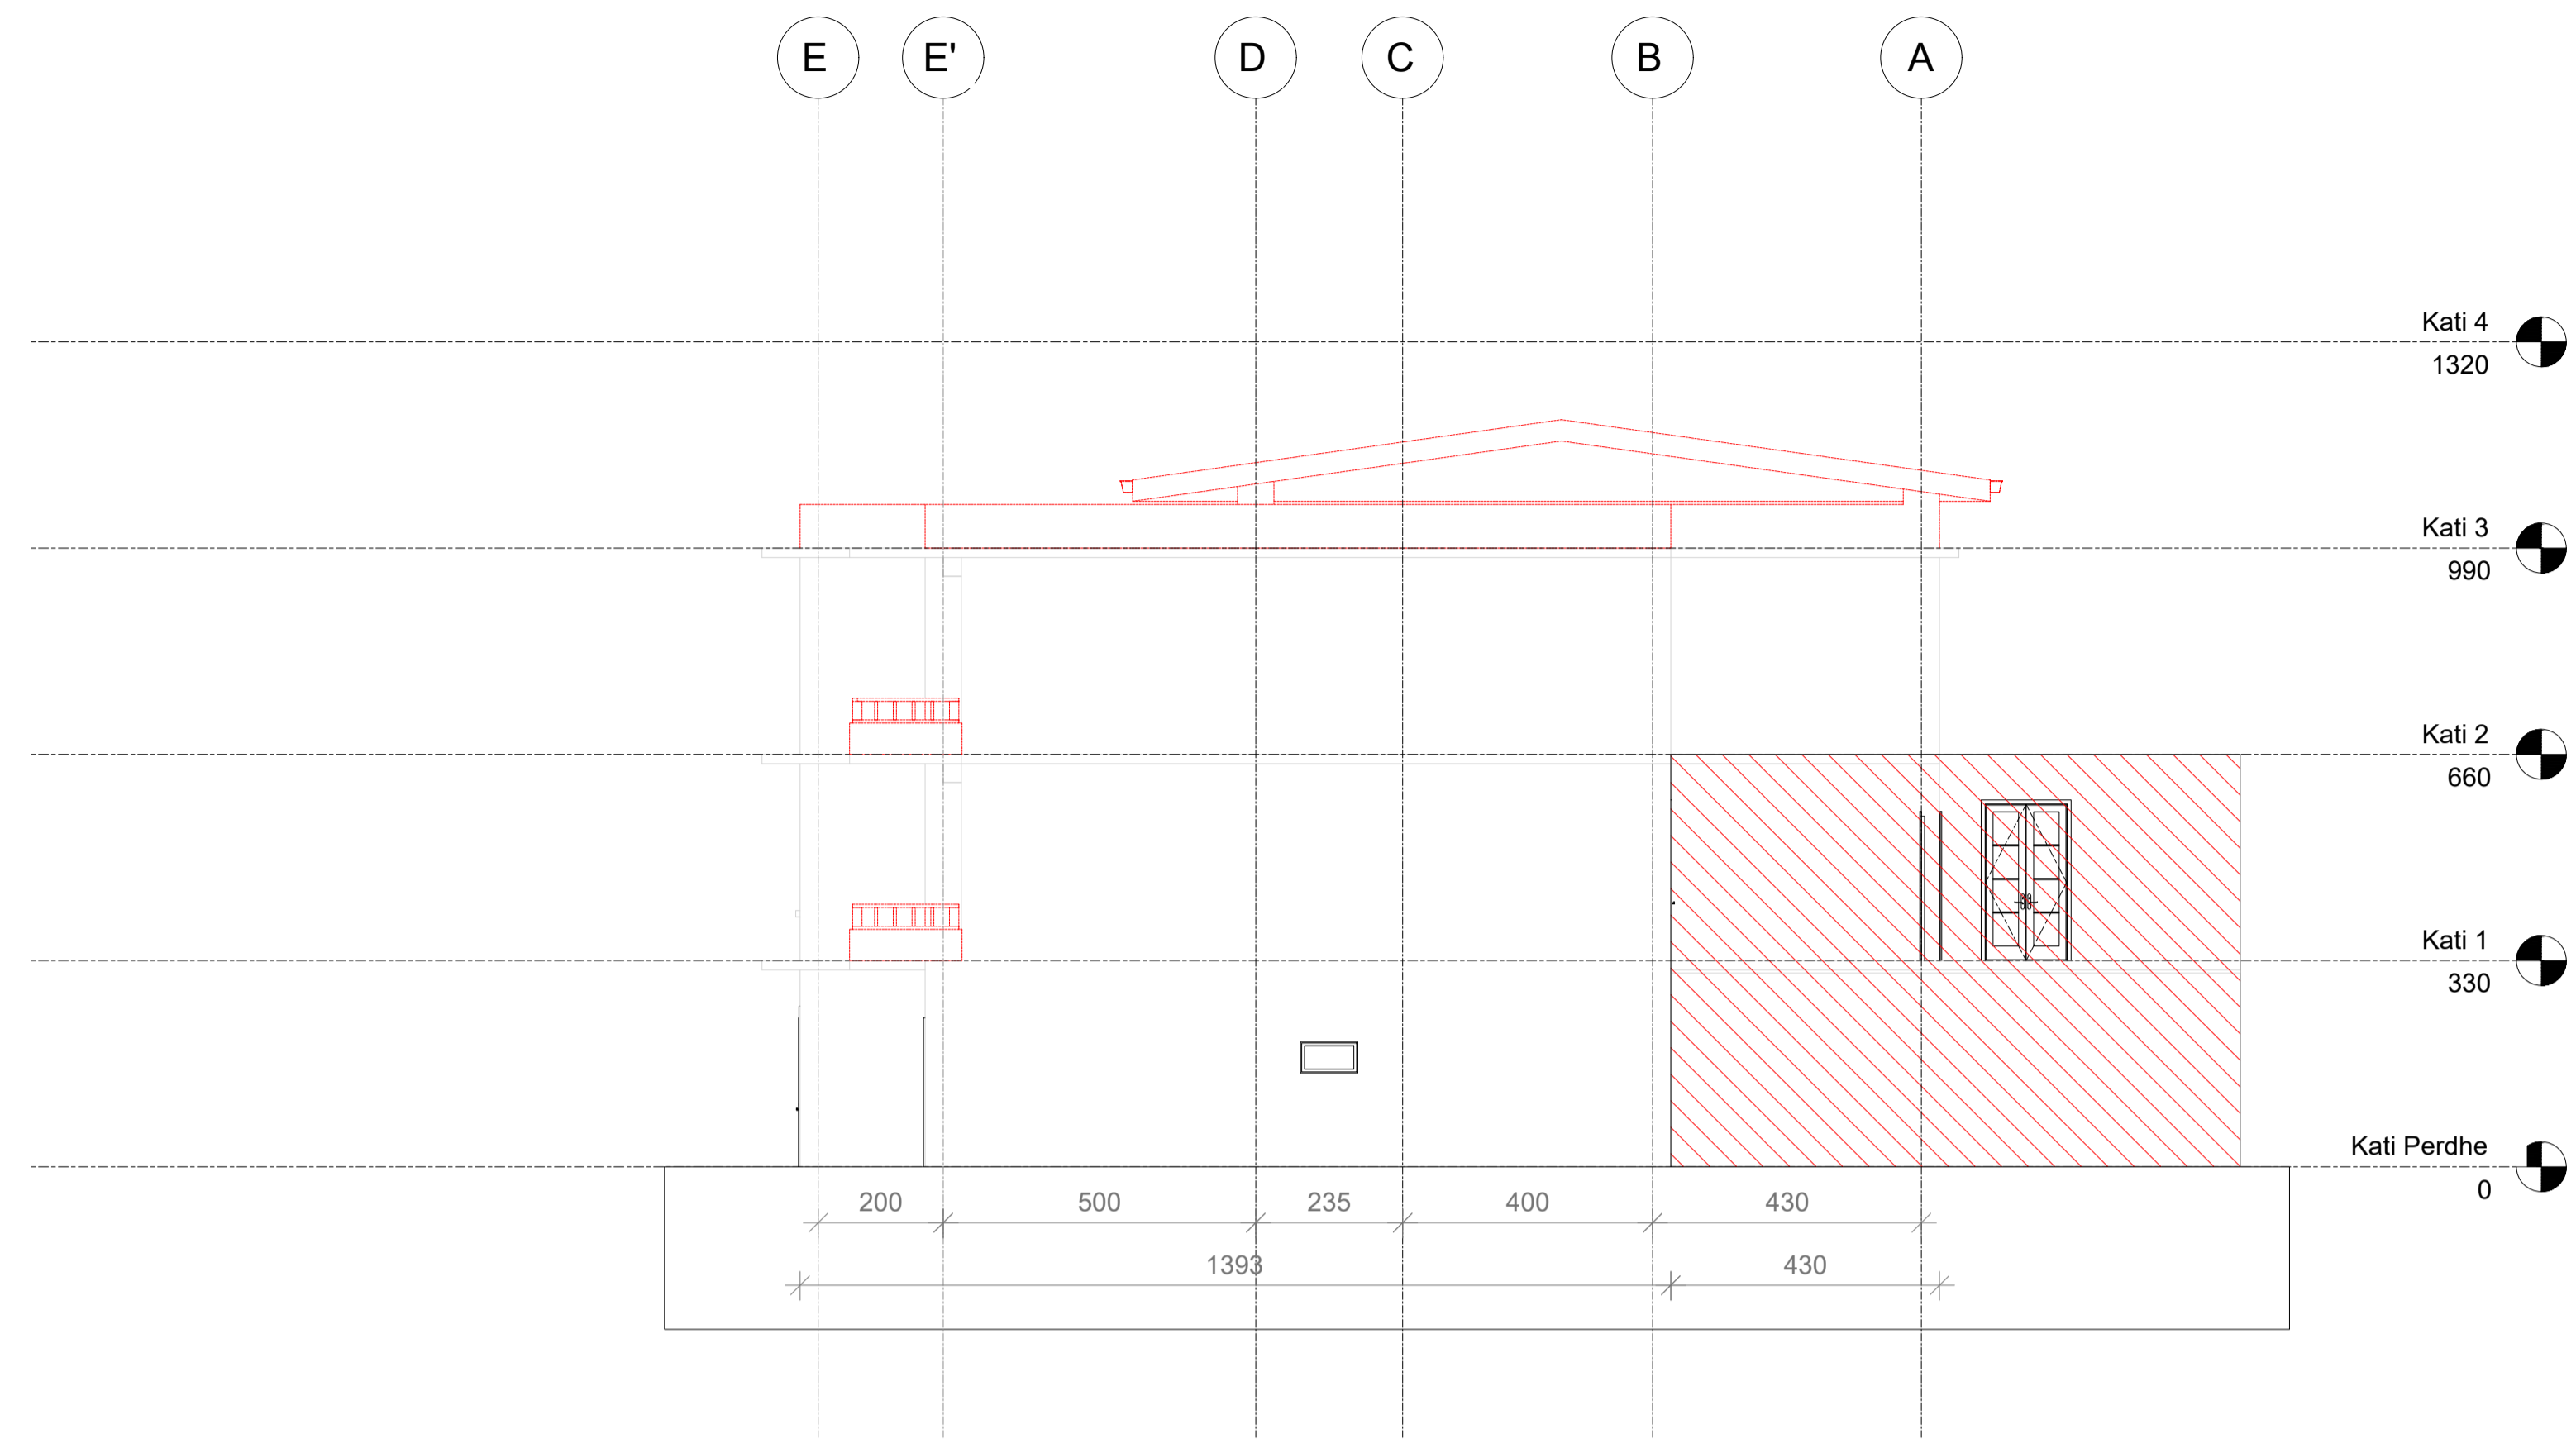 E E' D C B A
Kati 4
1320
Kati 3
990
Kati 2
660
Kati 1
330
Kati Perdhe
0
200 500 235 400 430
1393 430